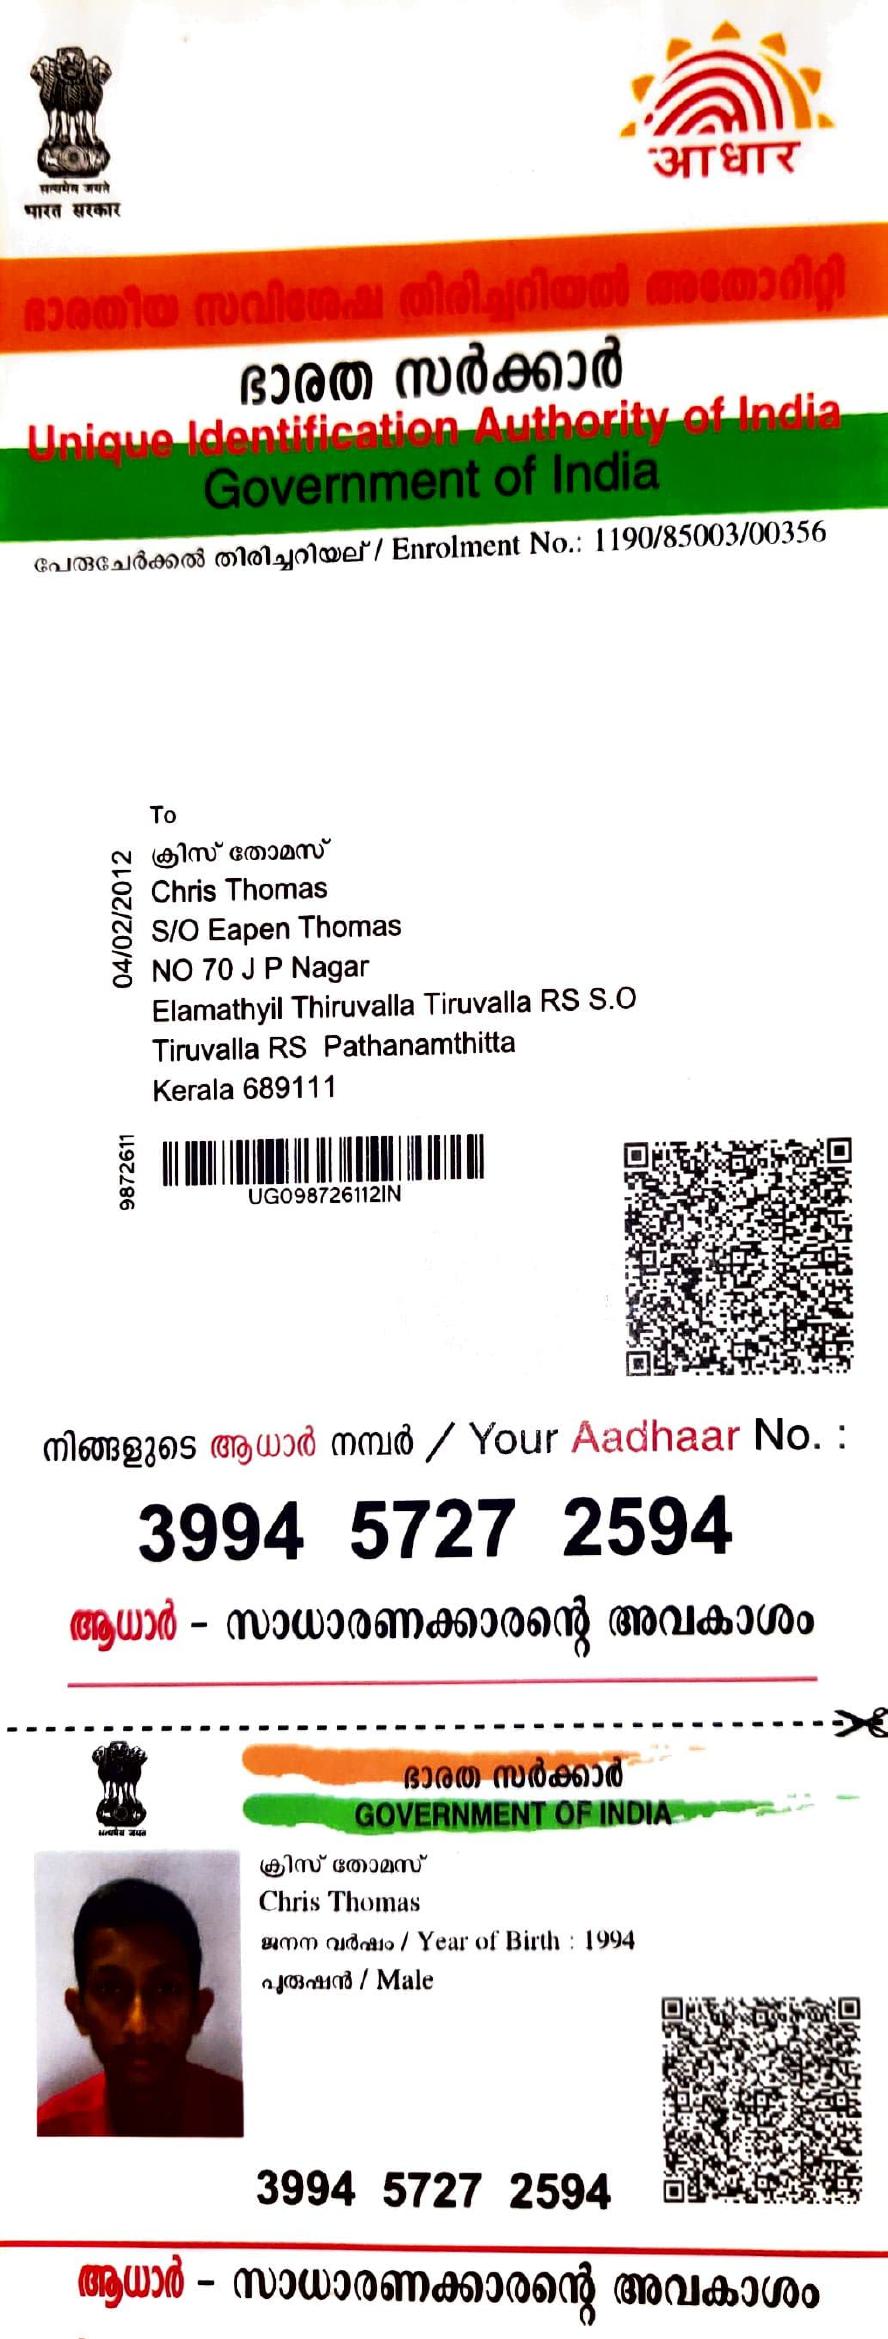 आधार
सत्यमेव जयते
भारत सरकार
ഭാരതീയ സവിശേഷ തിരിച്ചറിയൽ അതോറിറ്റി
ഭാരത സർക്കാർ
Unique Identification Authority of India
Government of India
പേരുചേർക്കൽ തിരിച്ചറിയല് / Enrolment No.: 1190/85003/00356
To
04/02/2012
ക്രിസ് തോമസ്
Chris Thomas
S/O Eapen Thomas
NO 70 J P Nagar
Elamathyil Thiruvalla Tiruvalla RS S.O
Tiruvalla RS Pathanamthitta
Kerala 689111
9872611
UG098726112IN
നിങ്ങളുടെ ആധാർ നമ്പർ / Your Aadhaar No. :
3994 5727 2594
ആധാർ - സാധാരണക്കാരന്റെ അവകാശം
सत्यमेव जयते
ഭാരത സർക്കാർ
GOVERNMENT OF INDIA
ക്രിസ് തോമസ്
Chris Thomas
ജനന വർഷം / Year of Birth : 1994
പുരുഷൻ / Male
3994 5727 2594
ആധാർ - സാധാരണക്കാരന്റെ അവകാശം